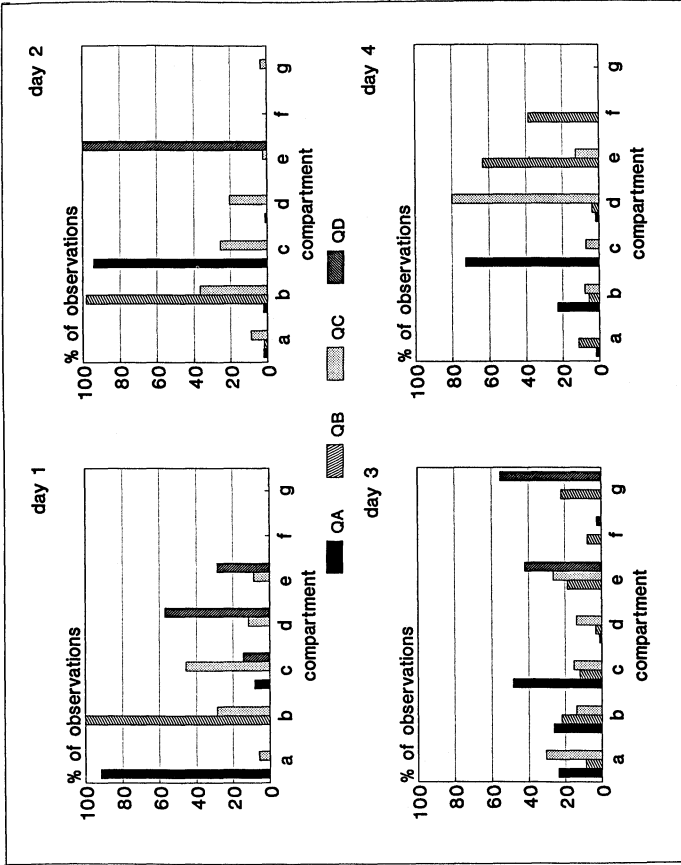 day 1
% of observations
100
80
60
40
20
0
a b c d e f g
compartment
day 2
% of observations
100
80
60
40
20
0
a b c d e f g
compartment
QA QB QC QD
day 3
% of observations
100
80
60
40
20
0
a b c d e f g
compartment
day 4
% of observations
100
80
60
40
20
0
a b c d e f g
compartment